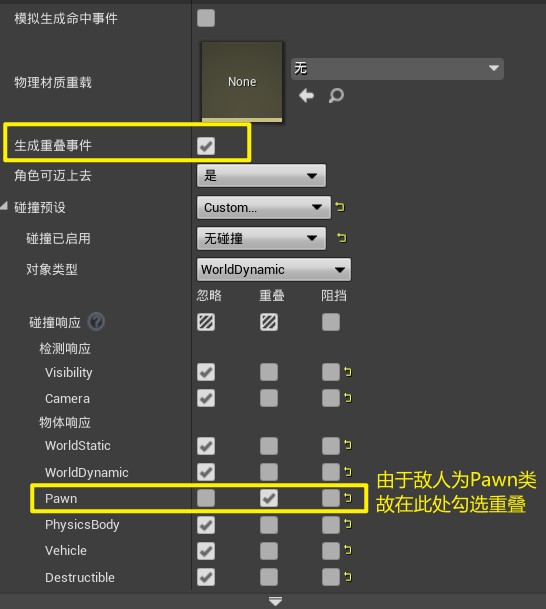 模拟生成命中事件
物理材质重载
None
无
生成重叠事件
角色可迈上去
是
碰撞预设
Custom...
碰撞已启用
无碰撞
对象类型
WorldDynamic
忽略 重叠 阻挡
碰撞响应 ?
检测响应
Visibility
Camera
物体响应
WorldStatic
WorldDynamic
Pawn
由于敌人为Pawn类
故在此处勾选重叠
PhysicsBody
Vehicle
Destructible